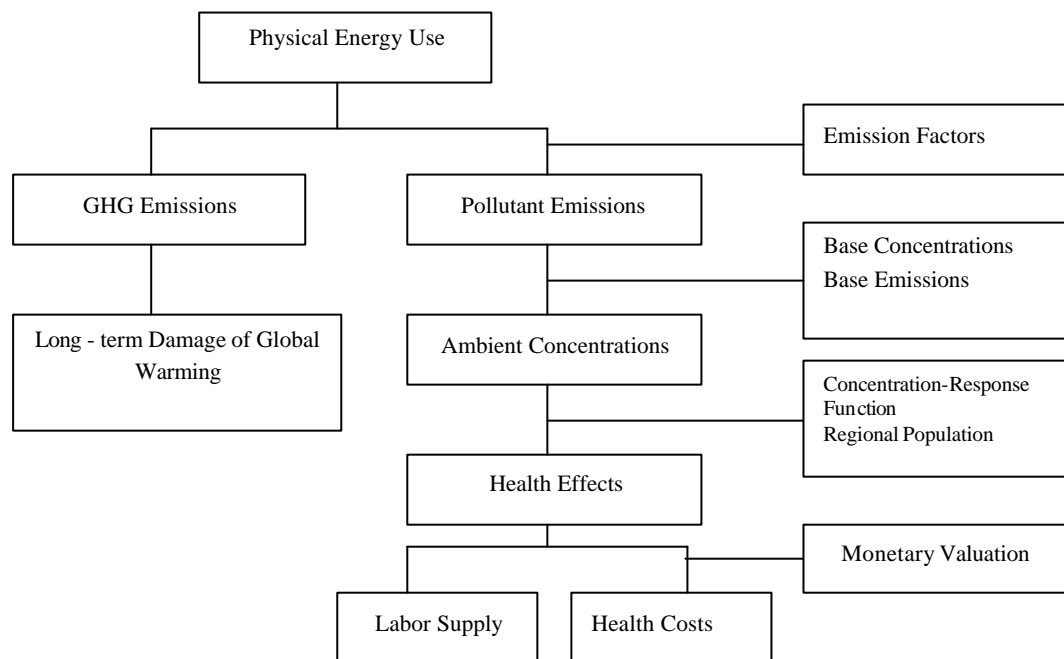 Physical Energy Use
Emission Factors
GHG Emissions
Pollutant Emissions
Base Concentrations
Base Emissions
Long - term Damage of Global
Warming
Ambient Concentrations
Concentration-Response
Function
Regional Population
Health Effects
Monetary Valuation
Labor Supply
Health Costs